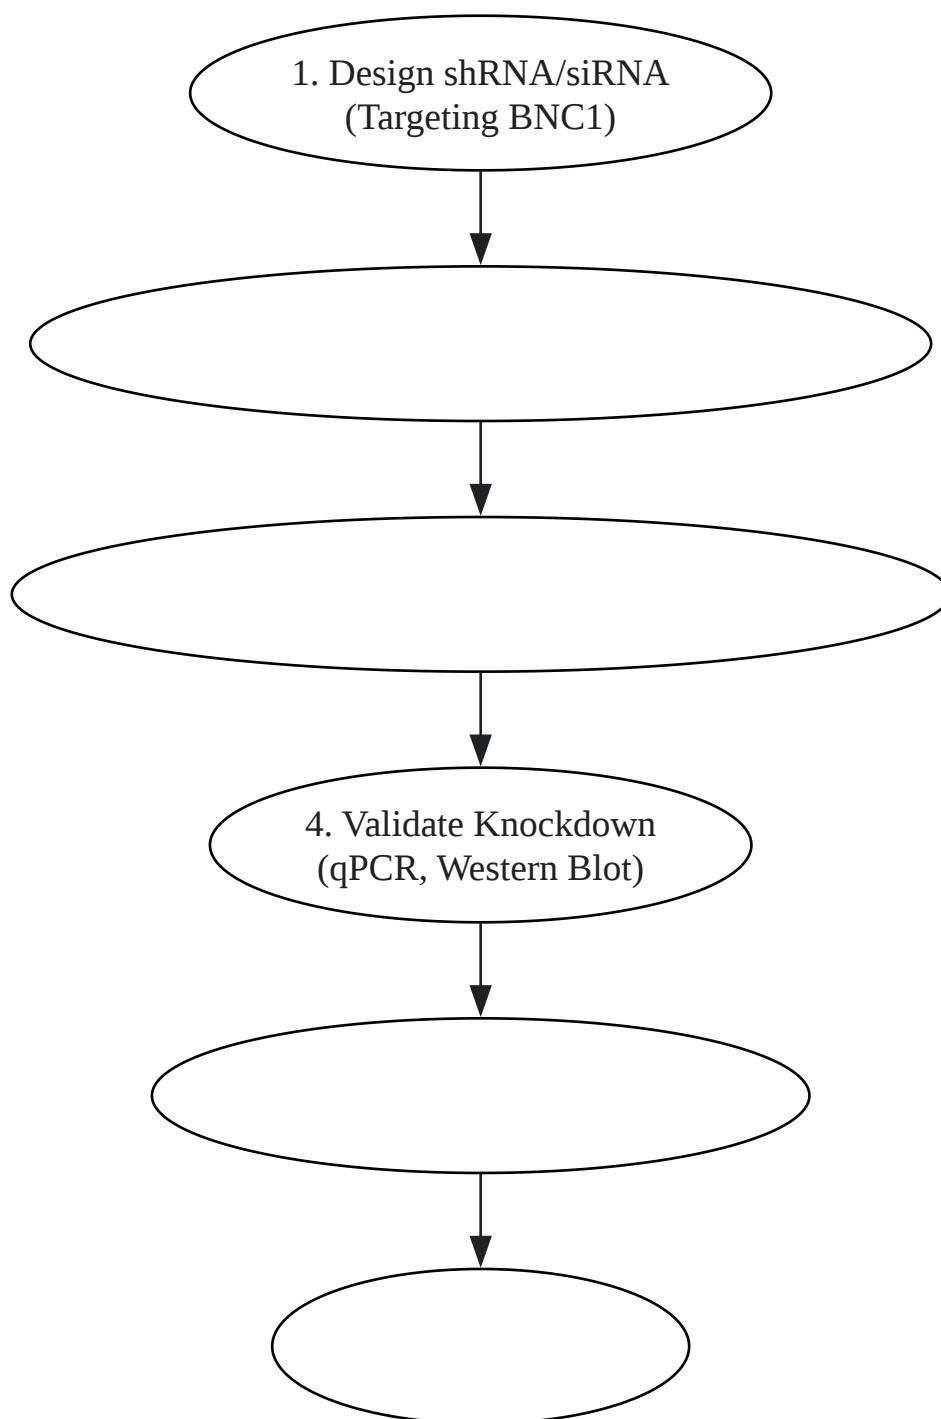 1. Design shRNA/siRNA
(Targeting BNC1)
4. Validate Knockdown
(qPCR, Western Blot)